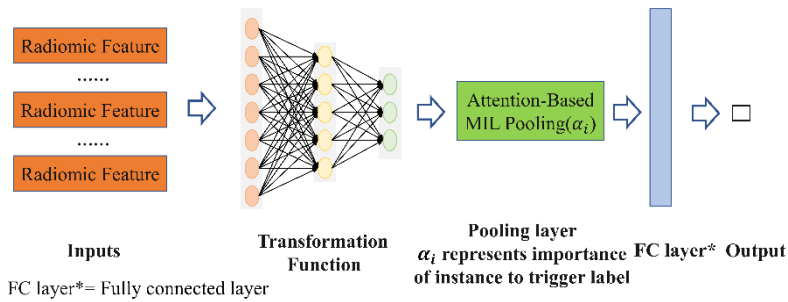 Radiomic Feature
......
Radiomic Feature
......
Radiomic Feature
Attention-Based
MIL Pooling(αᵢ)
Inputs
Transformation
Function
Pooling layer
αᵢ represents importance
of instance to trigger label
FC layer*
Output
FC layer*= Fully connected layer